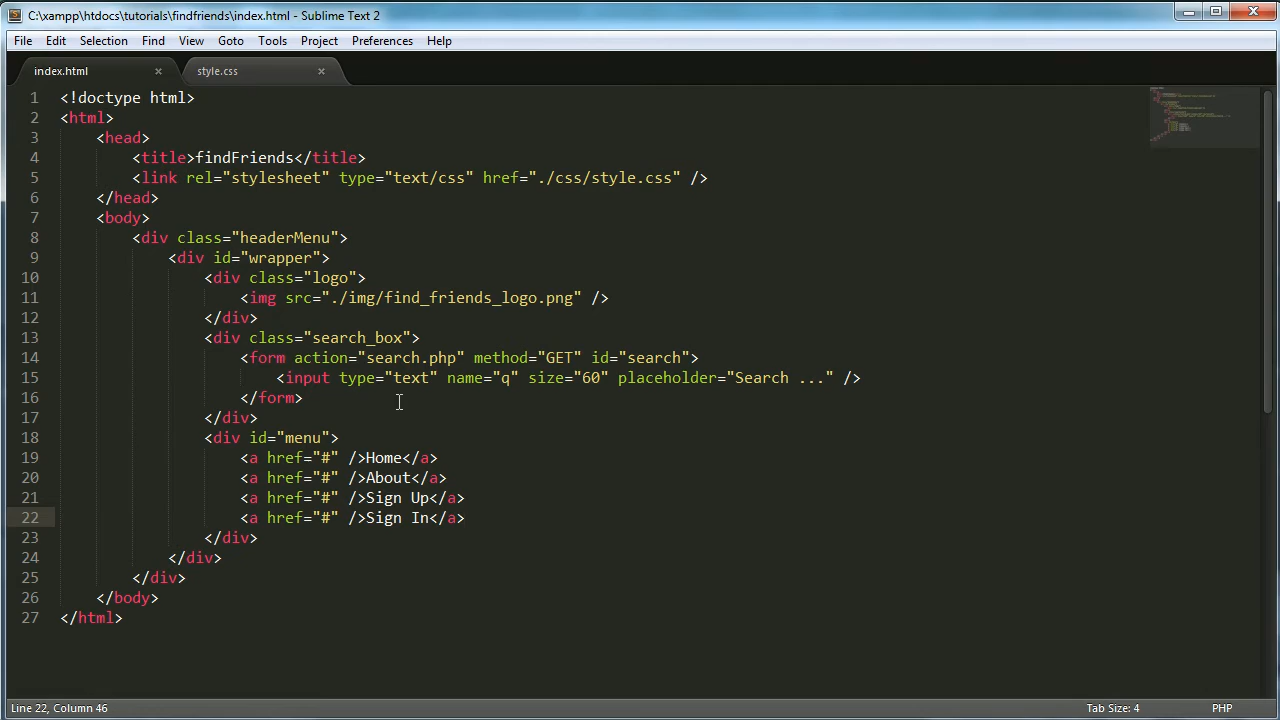 C:\xampp\htdocs\tutorials\findfriends\index.html - Sublime Text 2
File Edit Selection Find View Goto Tools Project Preferences Help
index.html × style.css ×
1 <!doctype html>
2 <html>
3 <head>
4 <title>findFriends</title>
5 <link rel="stylesheet" type="text/css" href="./css/style.css" />
6 </head>
7 <body>
8 <div class="headerMenu">
9 <div id="wrapper">
10 <div class="logo">
11 <img src="./img/find_friends_logo.png" />
12 </div>
13 <div class="search_box">
14 <form action="search.php" method="GET" id="search">
15 <input type="text" name="q" size="60" placeholder="Search ..." />
16 </form>
17 </div>
18 <div id="menu">
19 <a href="#" />Home</a>
20 <a href="#" />About</a>
21 <a href="#" />Sign Up</a>
22 <a href="#" />Sign In</a>
23 </div>
24 </div>
25 </div>
26 </body>
27 </html>
Line 22, Column 46 Tab Size: 4 PHP